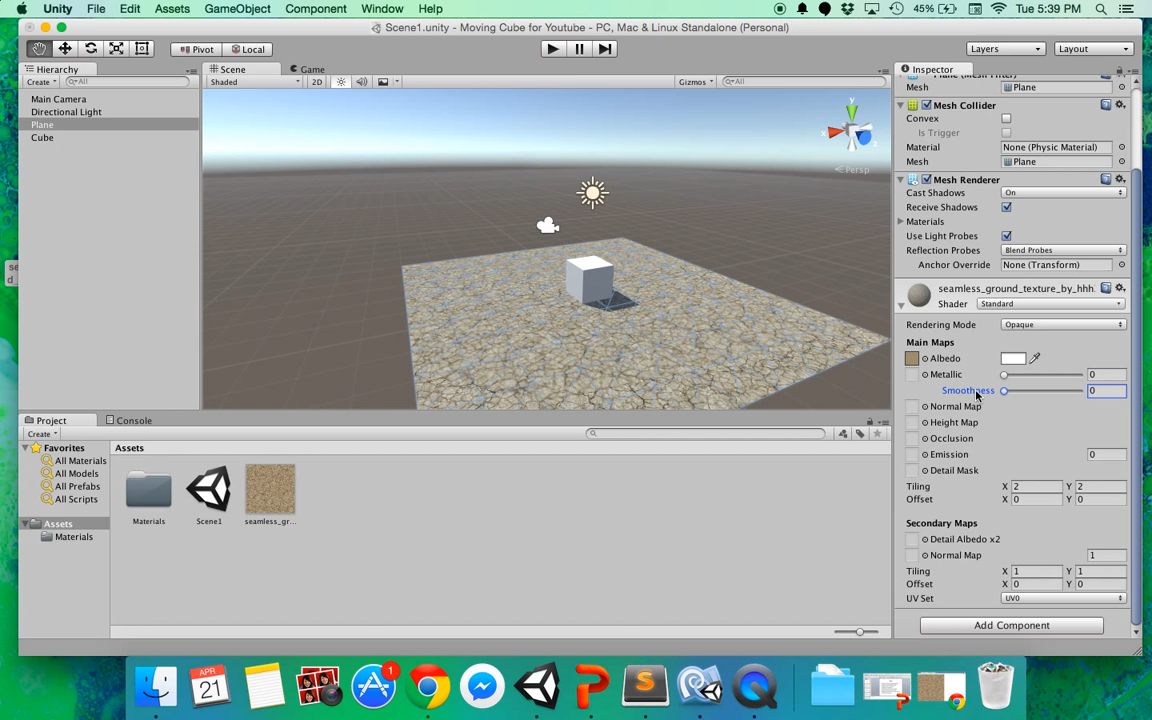 Unity File Edit Assets GameObject Component Window Help 45% Tue 5:39 PM
Scene1.unity - Moving Cube for Youtube - PC, Mac & Linux Standalone (Personal)
Pivot Local Layers Layout
Hierarchy
Create All
Main Camera
Directional Light
Plane
Cube
Scene Game
Shaded 2D Gizmos All
y
x
z
Persp
Inspector
Mesh Plane
Mesh Collider
Convex
Is Trigger
Material None (Physic Material)
Mesh Plane
Mesh Renderer
Cast Shadows On
Receive Shadows
Materials
Use Light Probes
Reflection Probes Blend Probes
Anchor Override None (Transform)
seamless_ground_texture_by_hhh
Shader Standard
Rendering Mode Opaque
Main Maps
Albedo
Metallic 0
Smoothness 0
Normal Map
Height Map
Occlusion
Emission 0
Detail Mask
Tiling X 2 Y 2
Offset X 0 Y 0
Secondary Maps
Detail Albedo x2
Normal Map 1
Tiling X 1 Y 1
Offset X 0 Y 0
UV Set UV0
Add Component
Project Console
Create
Favorites
All Materials
All Models
All Prefabs
All Scripts
Assets
Materials
Assets
Materials
Scene1
seamless_gr...
APR
21
1